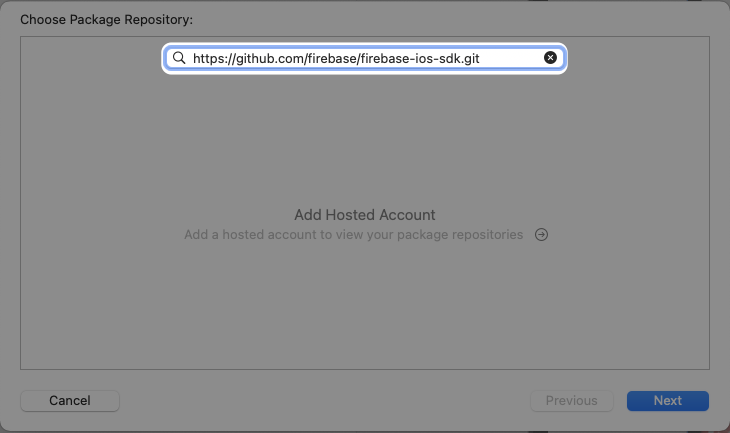 Choose Package Repository:
https://github.com/firebase/firebase-ios-sdk.git
Add Hosted Account
Add a hosted account to view your package repositories
Cancel
Previous
Next